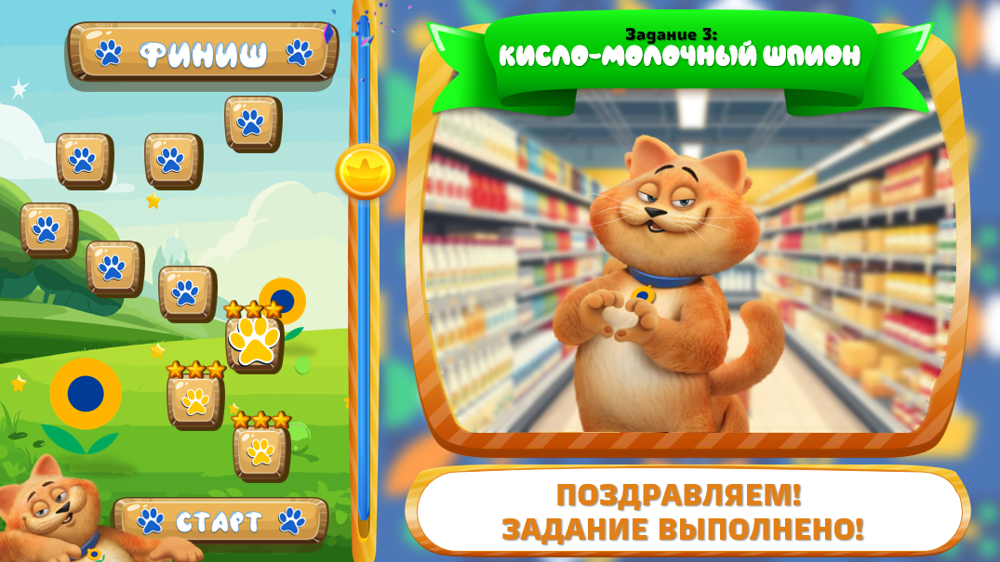 ФИНИШ
СТАРТ
Задание 3:
КИСЛО-МОЛОЧНЫЙ ШПИОН
ПОЗДРАВЛЯЕМ!
ЗАДАНИЕ ВЫПОЛНЕНО!